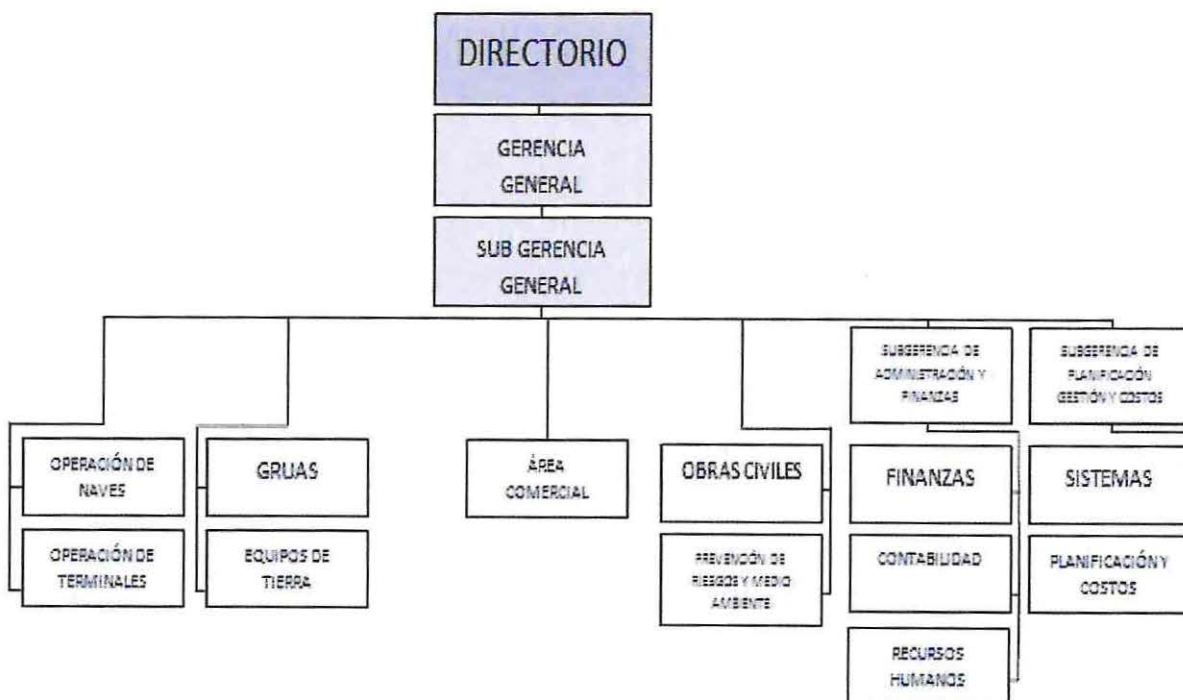 DIRECTORIO
GERENCIA
GENERAL
SUB GERENCIA
GENERAL
SUBGERENCIA DE
ADMINISTRACIÓN Y
FINANZAS
SUBGERENCIA DE
PLANIFICACIÓN
GESTIÓN Y COSTOS
OPERACIÓN DE
NAVES
GRUAS
ÁREA
COMERCIAL
OBRAS CIVILES
FINANZAS
SISTEMAS
OPERACIÓN DE
TERMINALES
EQUIPOS DE
TIERRA
PREVENCIÓN DE
RIESGOS Y MEDIO
AMBIENTE
CONTABILIDAD
PLANIFICACIÓN Y
COSTOS
RECURSOS
HUMANOS